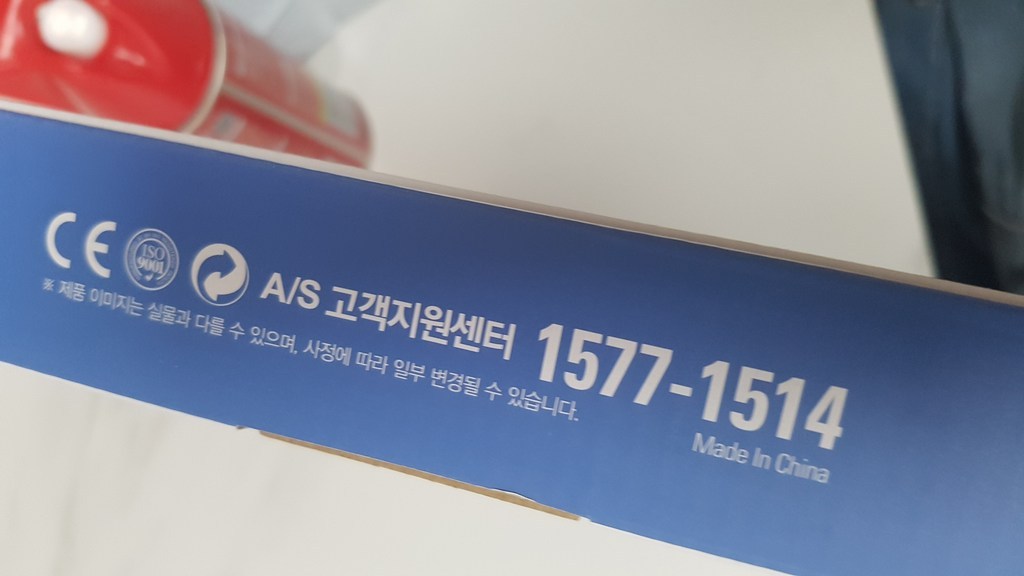 CE ISO 9001 A/S 고객지원센터 1577-1514
※ 제품 이미지는 실물과 다를 수 있으며, 사정에 따라 일부 변경될 수 있습니다.
Made In China